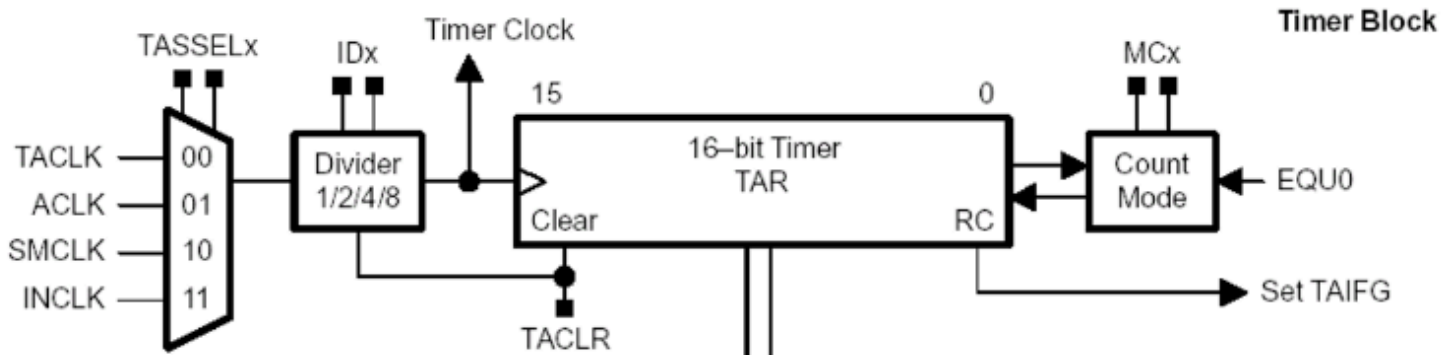 Timer Block
Timer Clock
TASSELx
IDx
MCx
15
0
TACLK
00
Divider
1/2/4/8
16–bit Timer
TAR
Count
Mode
EQU0
ACLK
01
Clear
RC
SMCLK
10
INCLK
11
Set TAIFG
TACLR